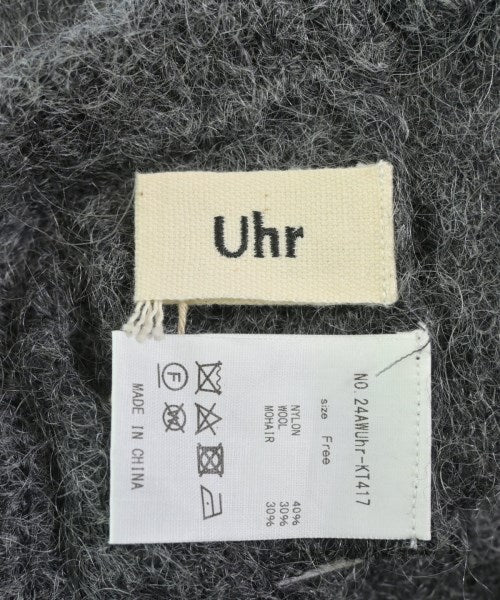 Uhr
NO. 24AWUhr-KT417
size Free
NYLON 40%
WOOL 30%
MOHAIR 30%
F
MADE IN CHINA